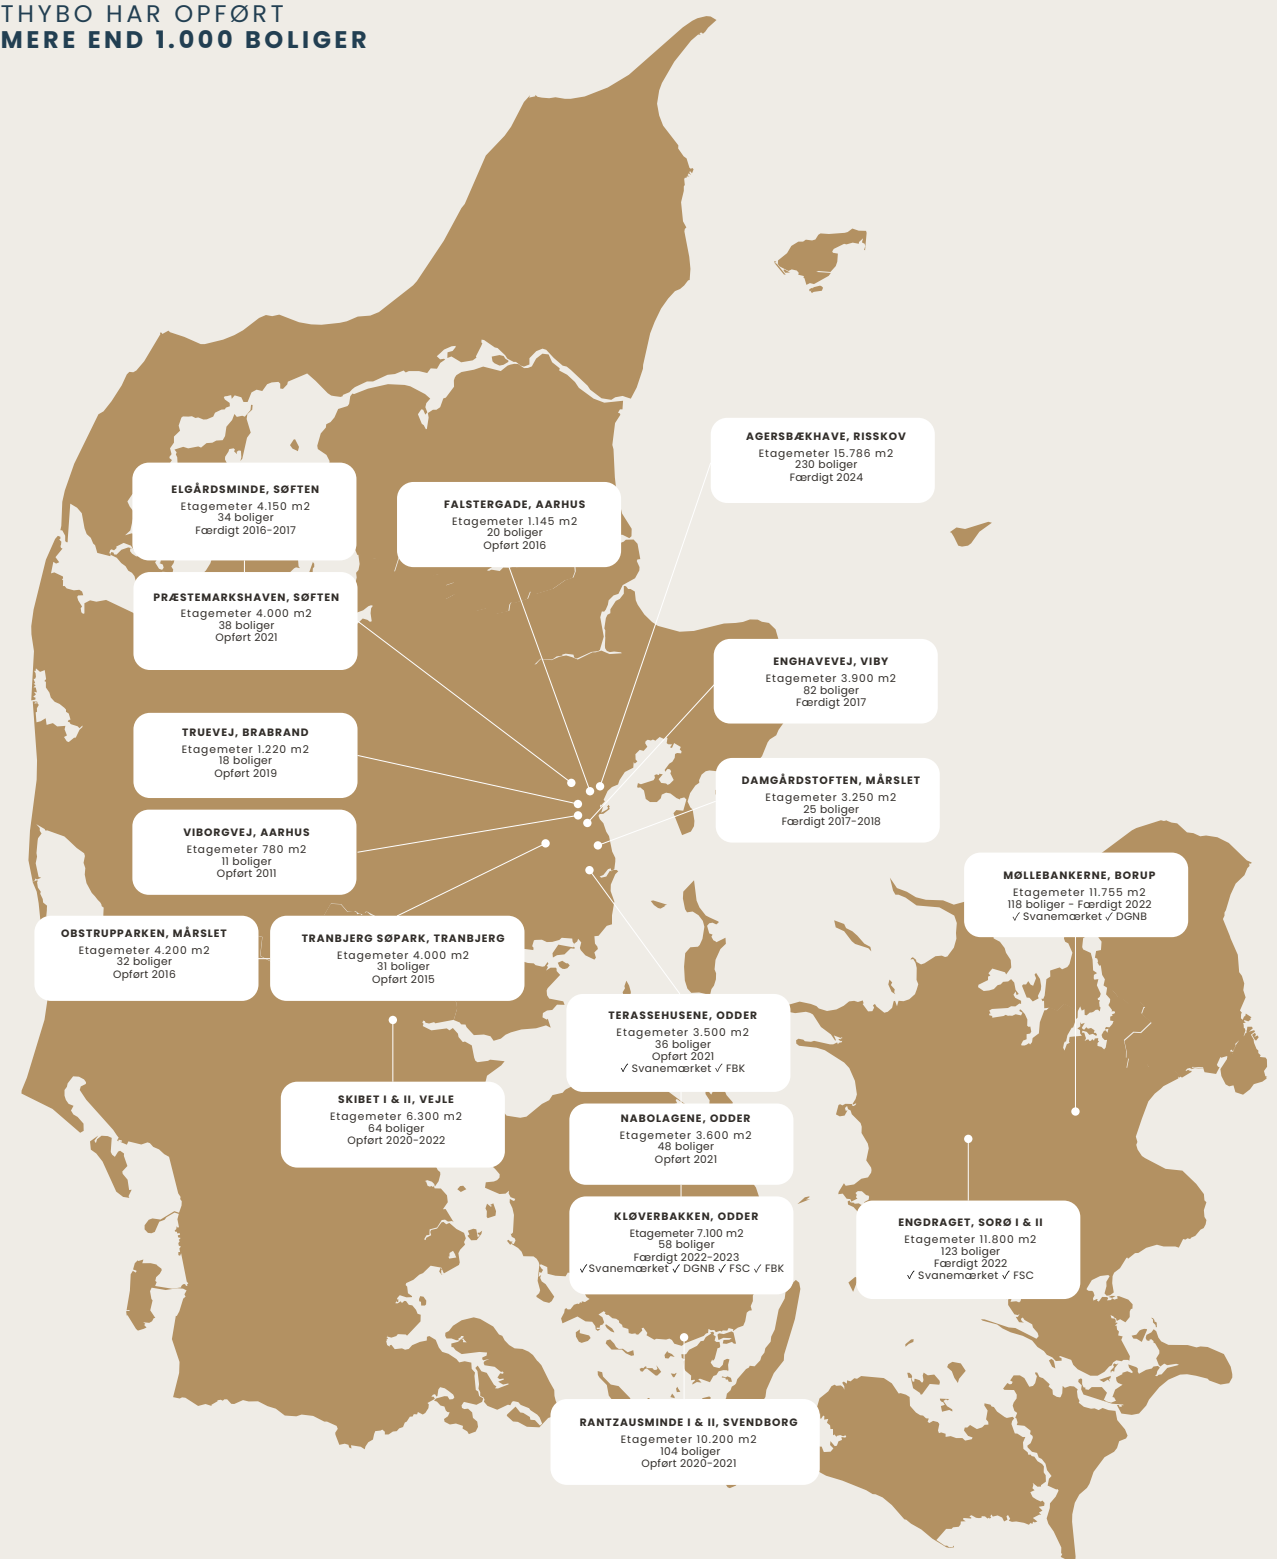 THYBO HAR OPFØRT
MERE END 1.000 BOLIGER
AGERSBÆKHAVE, RISSKOV
Etagemeter 15.786 m2
230 boliger
Færdigt 2024
ELGÅRDSMINDE, SØFTEN
Etagemeter 4.150 m2
34 boliger
Færdigt 2016-2017
FALSTERGADE, AARHUS
Etagemeter 1.145 m2
20 boliger
Opført 2016
PRÆSTEMARKSHAVEN, SØFTEN
Etagemeter 4.000 m2
38 boliger
Opført 2021
ENGHAVEVEJ, VIBY
Etagemeter 3.900 m2
82 boliger
Færdigt 2017
TRUEVEJ, BRABRAND
Etagemeter 1.220 m2
18 boliger
Opført 2019
DAMGÅRDSTOFTEN, MÅRSLET
Etagemeter 3.250 m2
25 boliger
Færdigt 2017-2018
VIBORGVEJ, AARHUS
Etagemeter 780 m2
11 boliger
Opført 2011
MØLLEBANKERNE, BORUP
Etagemeter 11.755 m2
118 boliger - Færdigt 2022
✓ Svanemærket ✓ DGNB
OBSTRUPPARKEN, MÅRSLET
Etagemeter 4.200 m2
32 boliger
Opført 2016
TRANBJERG SØPARK, TRANBJERG
Etagemeter 4.000 m2
31 boliger
Opført 2015
TERASSEHUSENE, ODDER
Etagemeter 3.500 m2
36 boliger
Opført 2021
✓ Svanemærket ✓ FBK
SKIBET I & II, VEJLE
Etagemeter 6.300 m2
64 boliger
Opført 2020-2022
NABOLAGENE, ODDER
Etagemeter 3.600 m2
48 boliger
Opført 2021
KLØVERBAKKEN, ODDER
Etagemeter 7.100 m2
58 boliger
Færdigt 2022-2023
✓Svanemærket ✓ DGNB ✓ FSC ✓ FBK
ENGDRAGET, SORØ I & II
Etagemeter 11.800 m2
123 boliger
Færdigt 2022
✓ Svanemærket ✓ FSC
RANTZAUSMINDE I & II, SVENDBORG
Etagemeter 10.200 m2
104 boliger
Opført 2020-2021